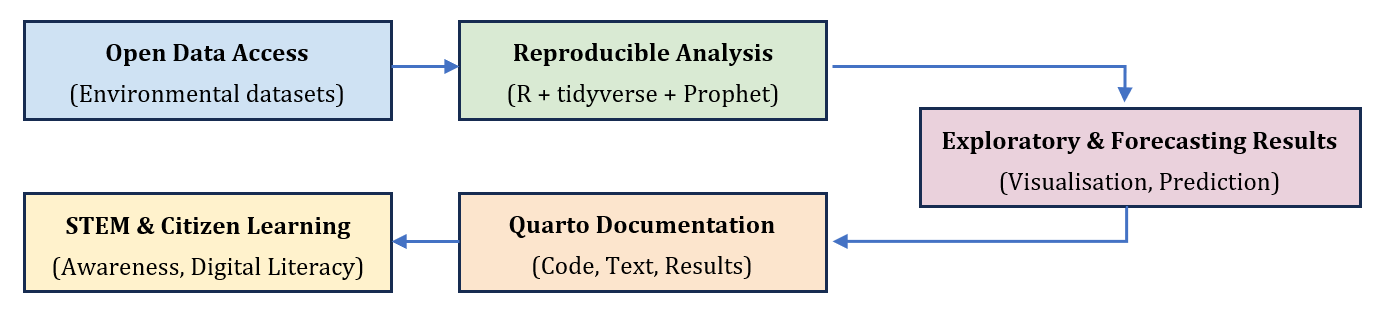 Open Data Access
(Environmental datasets)
Reproducible Analysis
(R + tidyverse + Prophet)
Exploratory & Forecasting Results
(Visualisation, Prediction)
Quarto Documentation
(Code, Text, Results)
STEM & Citizen Learning
(Awareness, Digital Literacy)